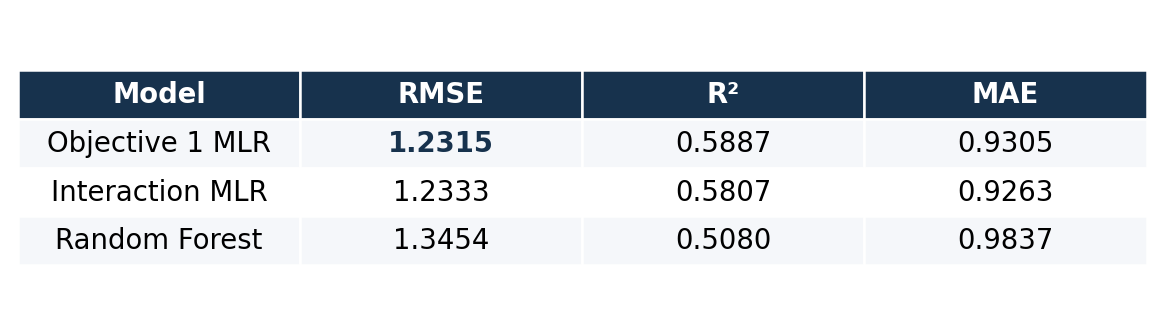 Model RMSE R² MAE
Objective 1 MLR 1.2315 0.5887 0.9305
Interaction MLR 1.2333 0.5807 0.9263
Random Forest 1.3454 0.5080 0.9837